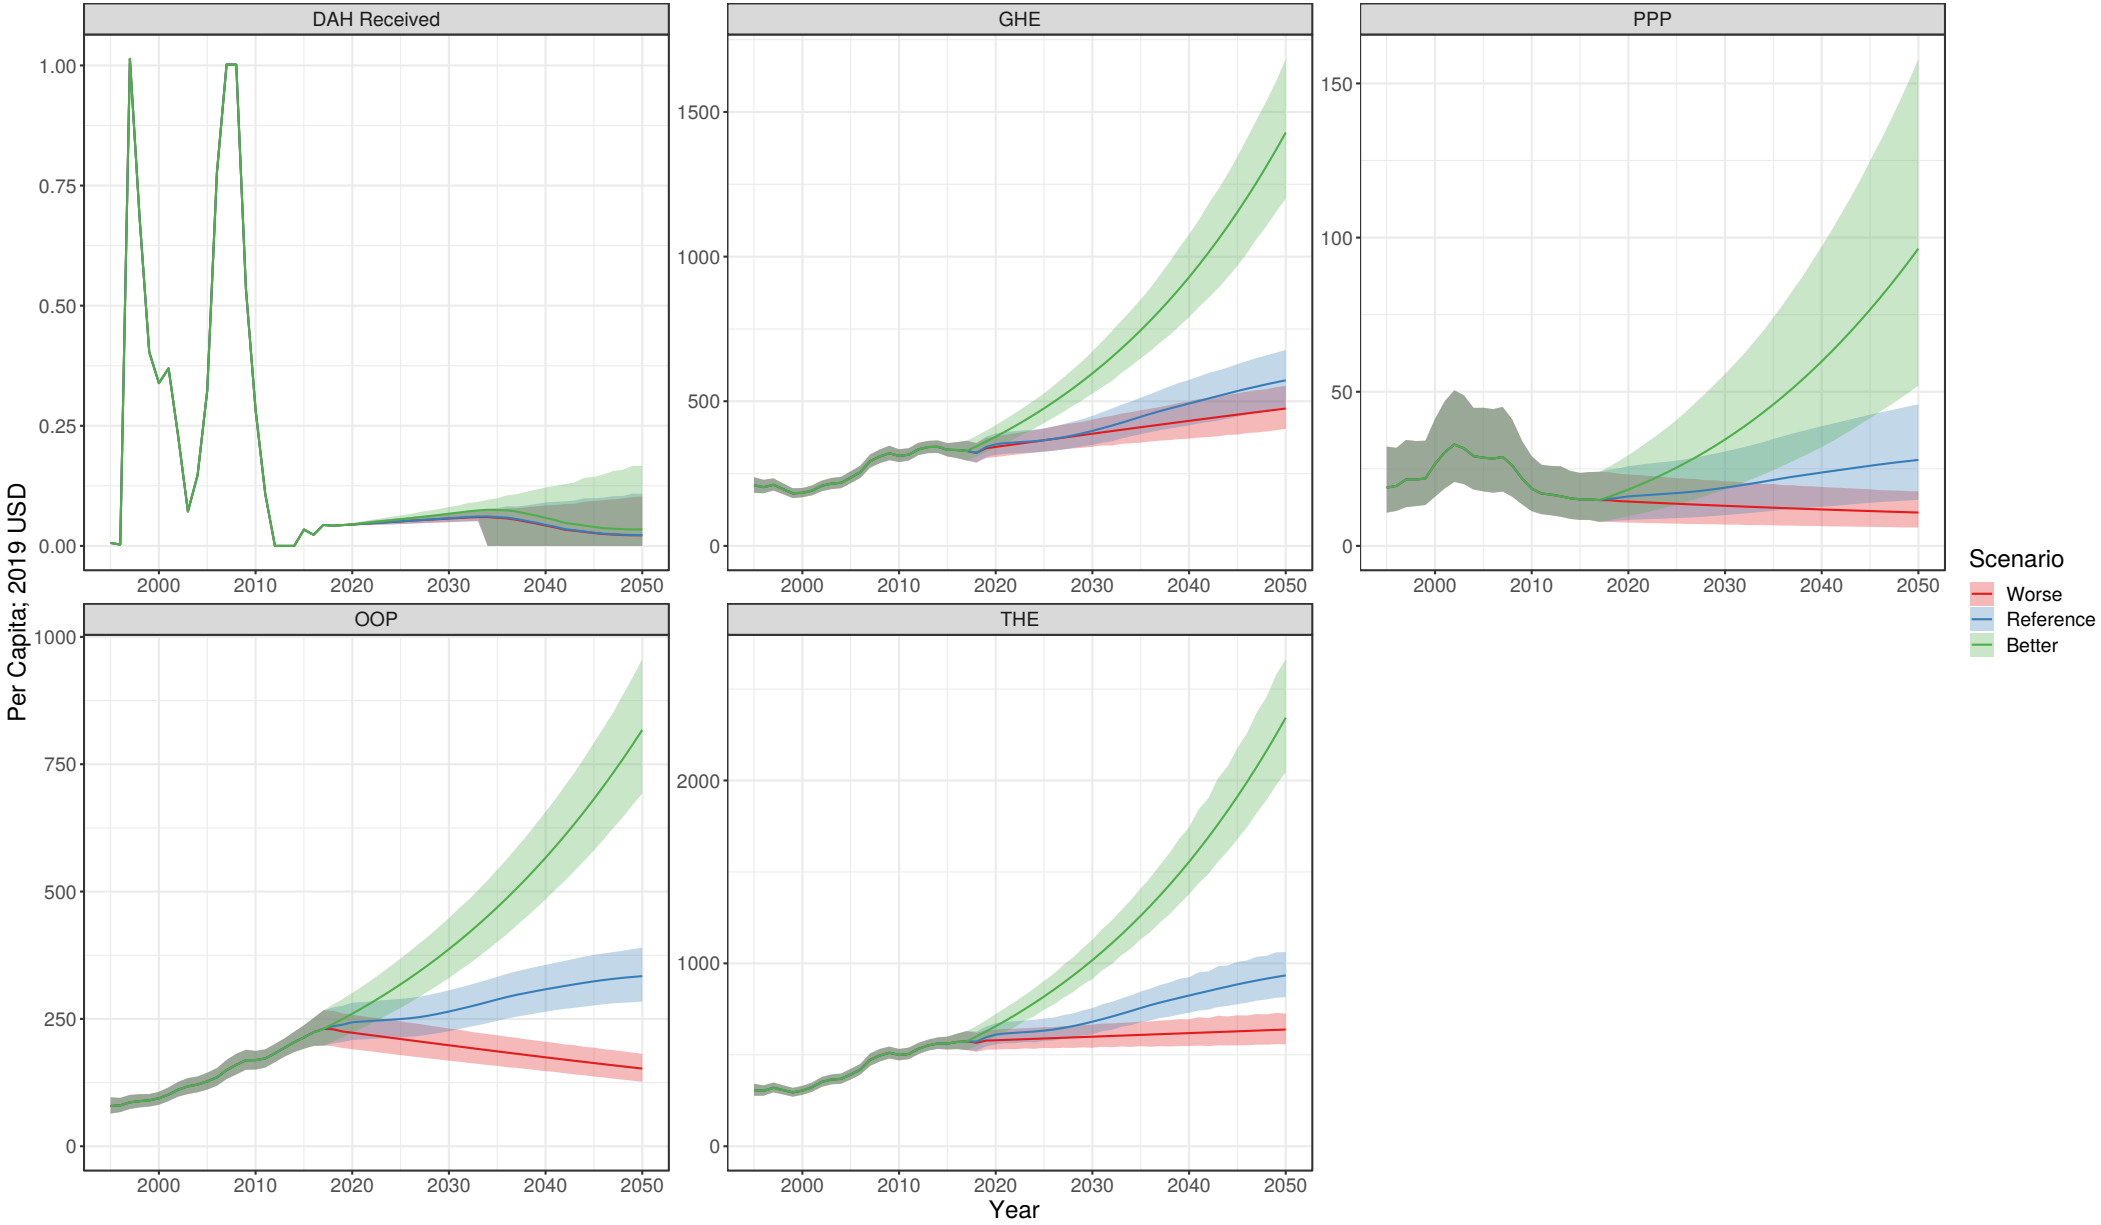 DAH Received
GHE
PPP
1.00
0.75
0.50
0.25
0.00
2000 2010 2020 2030 2040 2050
1500
1000
500
0
2000 2010 2020 2030 2040 2050
150
100
50
0
2000 2010 2020 2030 2040 2050
Per Capita; 2019 USD
OOP
THE
1000
750
500
250
0
2000 2010 2020 2030 2040 2050
2000
1000
0
2000 2010 2020 2030 2040 2050
Year
Scenario
Worse
Reference
Better